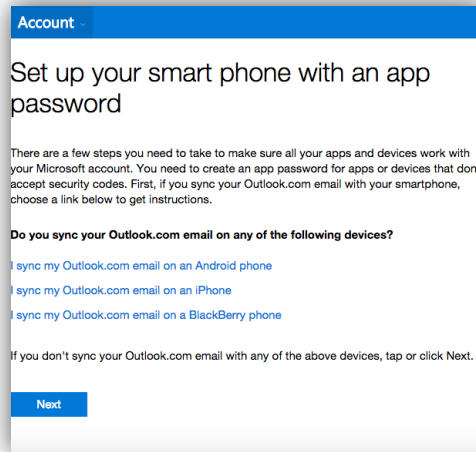 Account
Set up your smart phone with an app
password
There are a few steps you need to take to make sure all your apps and devices work with
your Microsoft account. You need to create an app password for apps or devices that don
accept security codes. First, if you sync your Outlook.com email with your smartphone,
choose a link below to get instructions.
Do you sync your Outlook.com email on any of the following devices?
I sync my Outlook.com email on an Android phone
I sync my Outlook.com email on an iPhone
I sync my Outlook.com email on a BlackBerry phone
If you don't sync your Outlook.com email with any of the above devices, tap or click Next.
Next